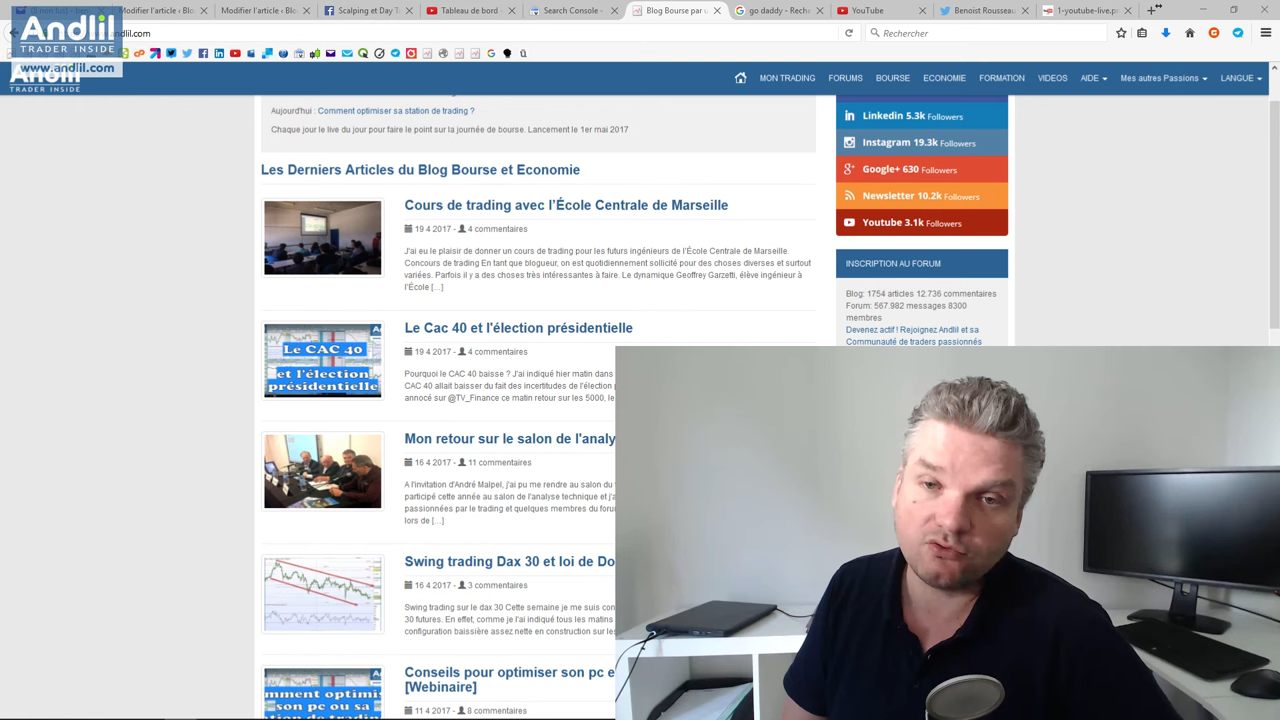 Modifier l'article ‹ Blo
Modifier l'article ‹ Blog
Scalping et Day T
Tableau de bord -
Search Console -
Blog Bourse par u
go daddy - Reche
YouTube
Benoist Rousseau
1-youtube-live.pn
Andlil
TRADER INSIDE
www.andlil.com
Rechercher
TRADER INSIDE
MON TRADING
FORUMS
BOURSE
ECONOMIE
FORMATION
VIDEOS
AIDE
Mes autres Passions
LANGUE
Aujourd'hui : Comment optimiser sa station de trading ?
Chaque jour le live du jour pour faire le point sur la journée de bourse. Lancement le 1er mai 2017
Les Derniers Articles du Blog Bourse et Economie
Cours de trading avec l'École Centrale de Marseille
19 4 2017 - 4 commentaires
J'ai eu le plaisir de donner un cours de trading pour les futurs ingénieurs de l'École Centrale de Marseille.
Concours de trading En tant que blogueur, on est quotidiennement sollicité pour des choses diverses et surtout
variées. Parfois il y a des choses très intéressantes à faire. Le dynamique Geoffrey Garzetti, élève ingénieur à
l'École [...]
Le CAC 40
et l'élection
présidentielle
Le Cac 40 et l'élection présidentielle
19 4 2017 - 4 commentaires
Pourquoi le CAC 40 baisse ? J'ai indiqué hier matin dans
CAC 40 allait baisser du fait des incertitudes de l'élection p
annocé sur @TV_Finance ce matin retour sur les 5000, le
Mon retour sur le salon de l'analy
16 4 2017 - 11 commentaires
A l'invitation d'André Malpel, j'ai pu me rendre au salon du
participé cette année au salon de l'analyse technique et j'a
passionnées par le trading et quelques membres du forum
lors de [...]
Swing trading Dax 30 et loi de Do
16 4 2017 - 3 commentaires
Swing trading sur le dax 30 Cette semaine je me suis con
30 futures. En effet, comme je l'ai indiqué tous les matins
configuration baissière assez nette en construction sur les
mment optimis
son pc ou sa
Conseils pour optimiser son pc e
[Webinaire]
11 4 2017 - 8 commentaires
Linkedin 5.3k Followers
Instagram 19.3k Followers
Google+ 630 Followers
Newsletter 10.2k Followers
Youtube 3.1k Followers
INSCRIPTION AU FORUM
Blog: 1754 articles 12.736 commentaires
Forum: 567.982 messages 8300
membres
Devenez actif ! Rejoignez Andlil et sa
Communauté de traders passionnés